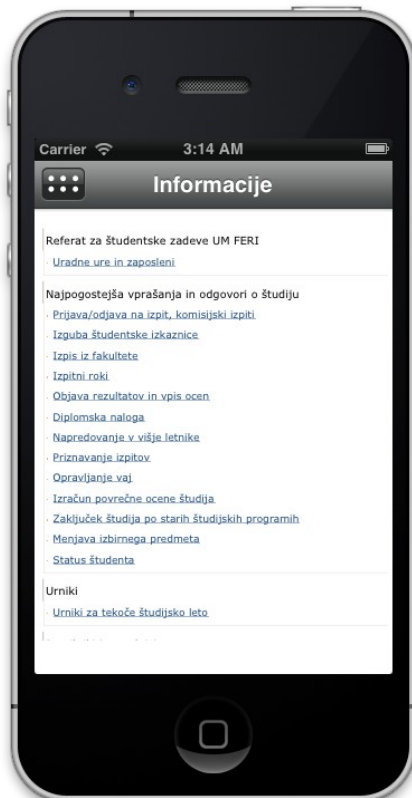 Carrier 3:14 AM
Informacije
Referat za študentske zadeve UM FERI
Uradne ure in zaposleni
Najpogostejša vprašanja in odgovori o študiju
Prijava/odjava na izpit, komisijski izpiti
Izguba študentske izkaznice
Izpis iz fakultete
Izpitni roki
Objava rezultatov in vpis ocen
Diplomska naloga
Napredovanje v višje letnike
Priznavanje izpitov
Opravljanje vaj
Izračun povrečne ocene študija
Zaključek študija po starih študijskih programih
Menjava izbirnega predmeta
Status študenta
Urniki
Urniki za tekoče študijsko leto